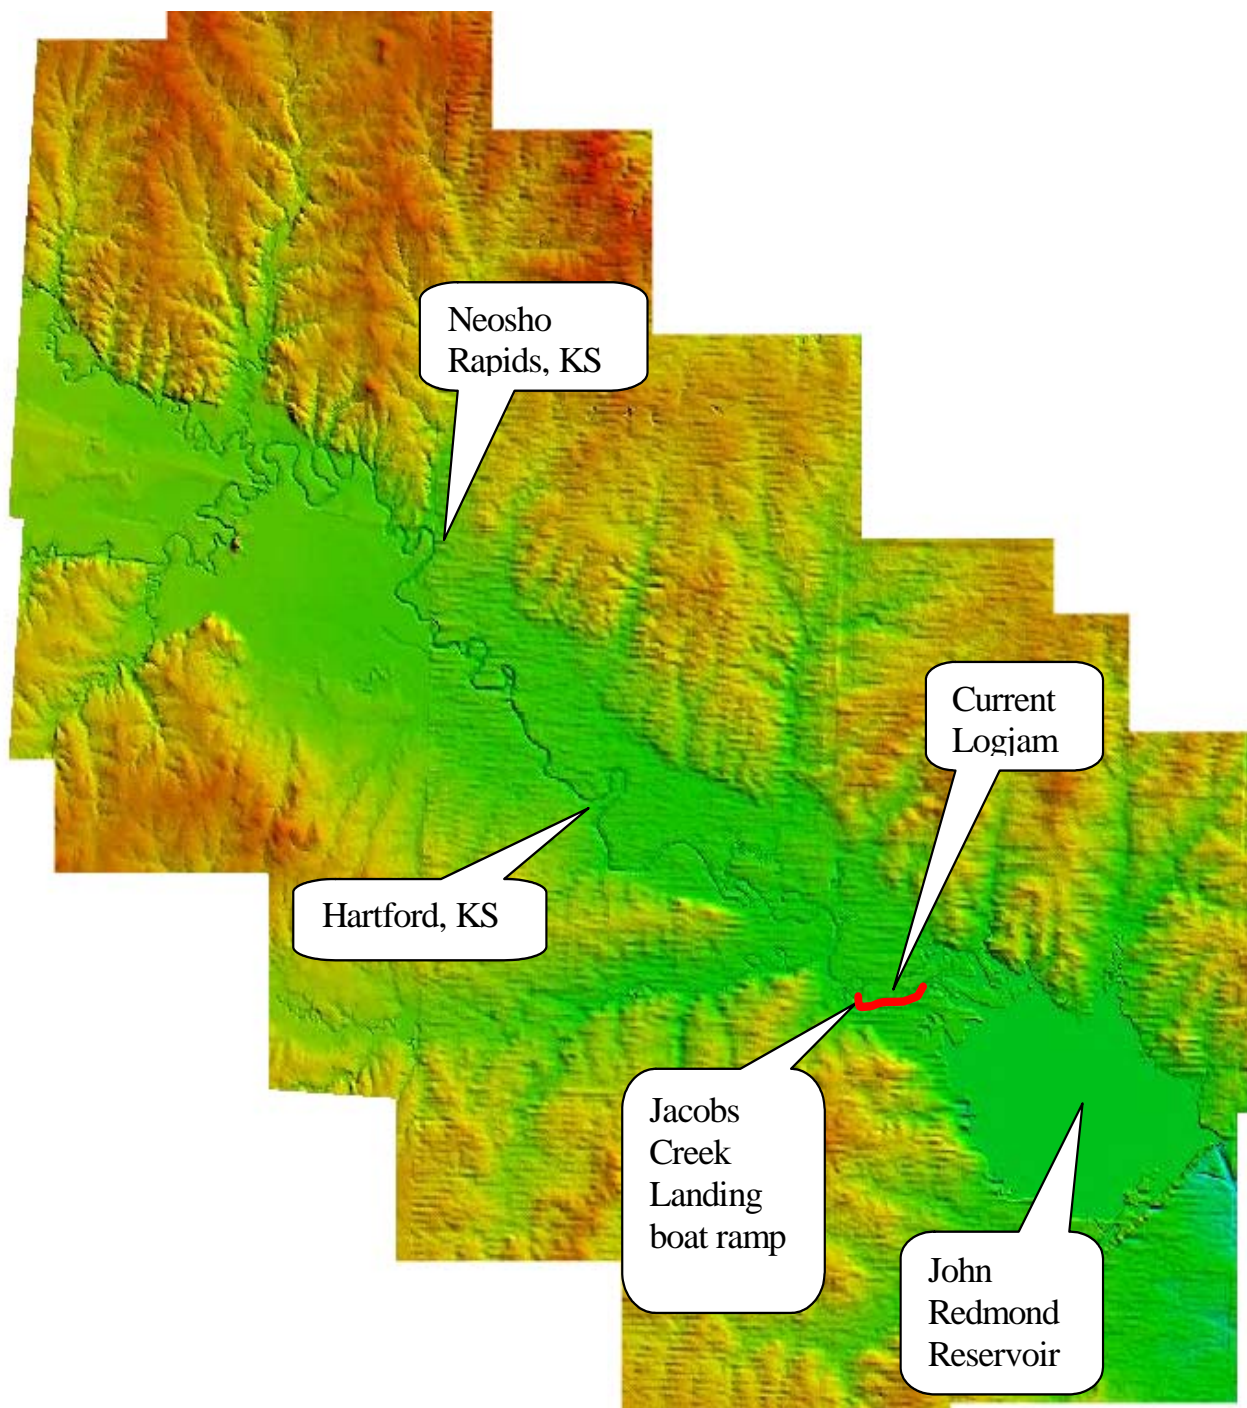 Neosho
Rapids, KS
Current
Logjam
Hartford, KS
Jacobs
Creek
Landing
boat ramp
John
Redmond
Reservoir